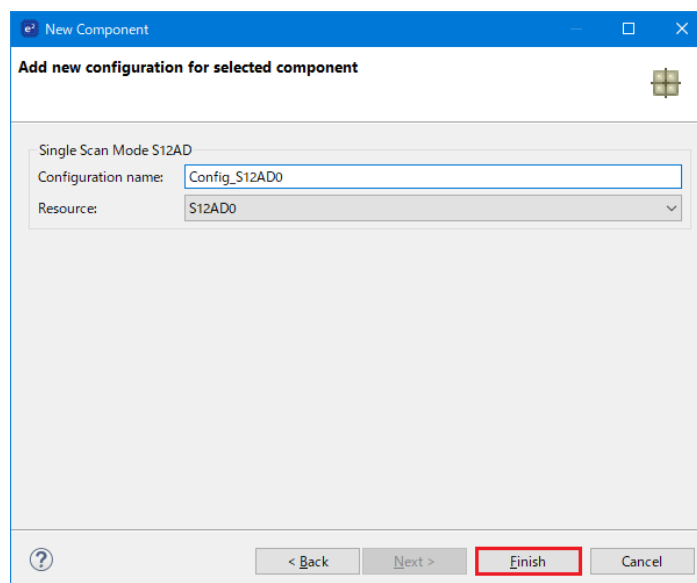 e² New Component
Add new configuration for selected component
Single Scan Mode S12AD
Configuration name: Config_S12AD0
Resource: S12AD0
? < Back Next > Finish Cancel